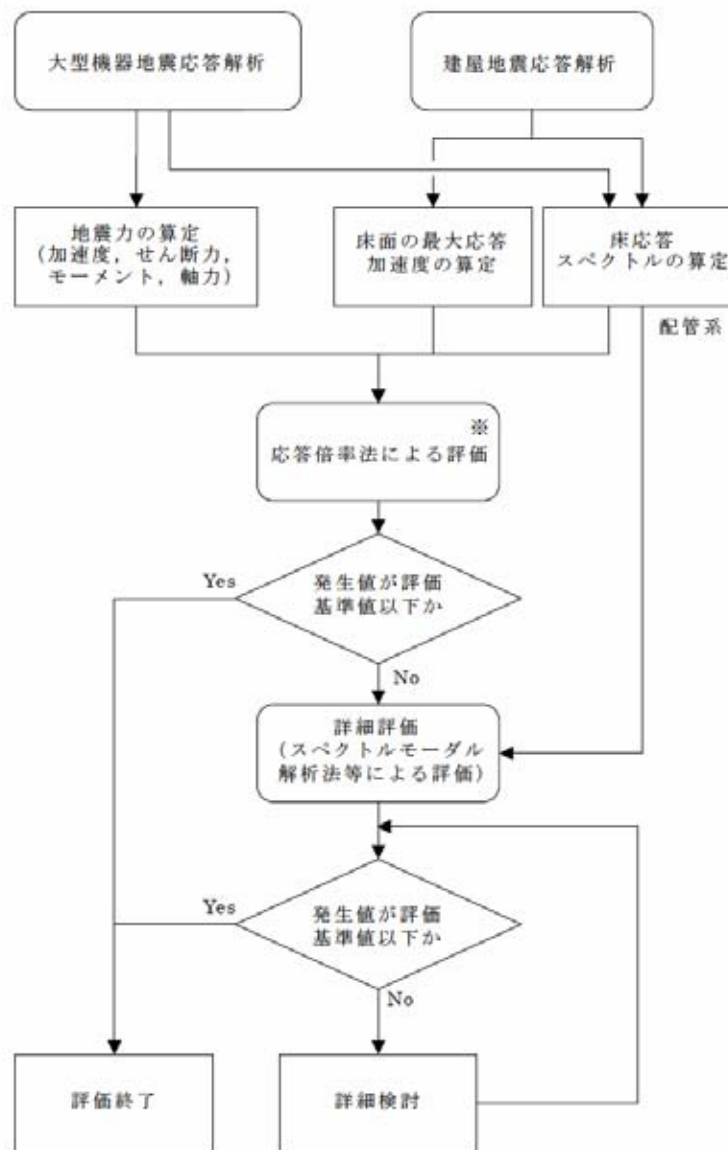 大型機器地震応答解析
建屋地震応答解析
地震力の算定
(加速度, せん断力,
モーメント, 軸力)
床面の最大応答
加速度の算定
床応答
スペクトルの算定
配管系
※
応答倍率法による評価
Yes
発生値が評価
基準値以下か
No
詳細評価
(スペクトルモーダル
解析法等による評価)
Yes
発生値が評価
基準値以下か
No
評価終了
詳細検討